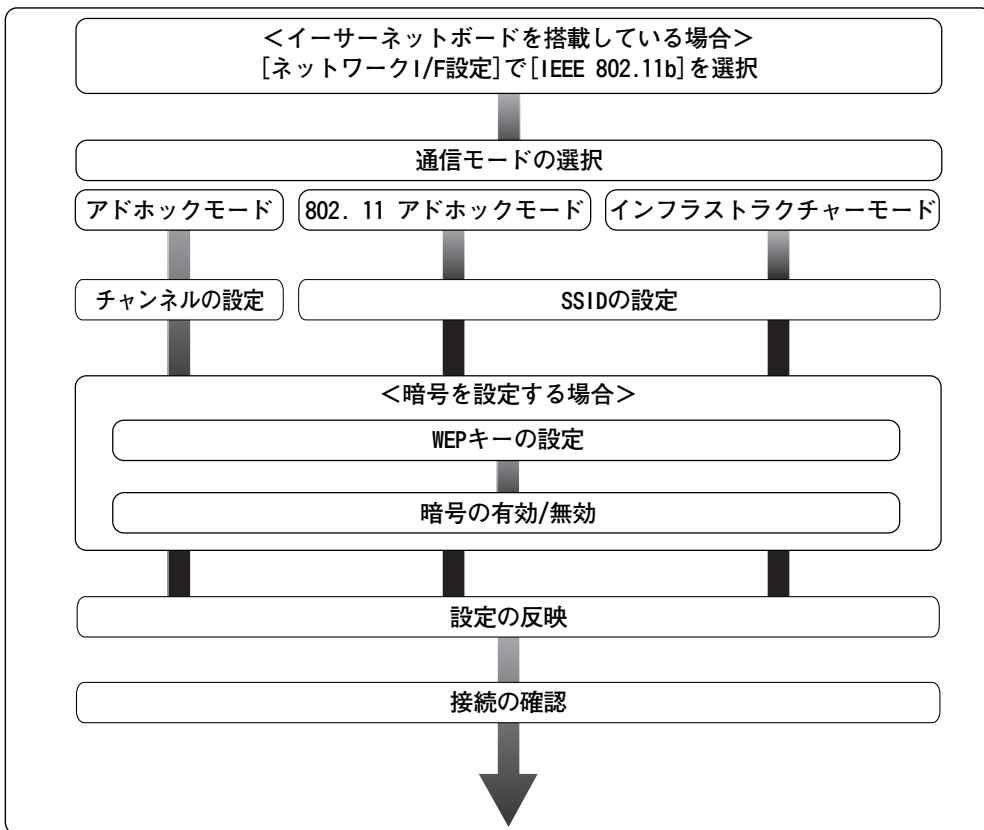 ＜イーサーネットボードを搭載している場合＞
[ネットワークI/F設定]で[IEEE 802.11b]を選択
通信モードの選択
アドホックモード
802. 11 アドホックモード
インフラストラクチャーモード
チャンネルの設定
SSIDの設定
＜暗号を設定する場合＞
WEPキーの設定
暗号の有効/無効
設定の反映
接続の確認